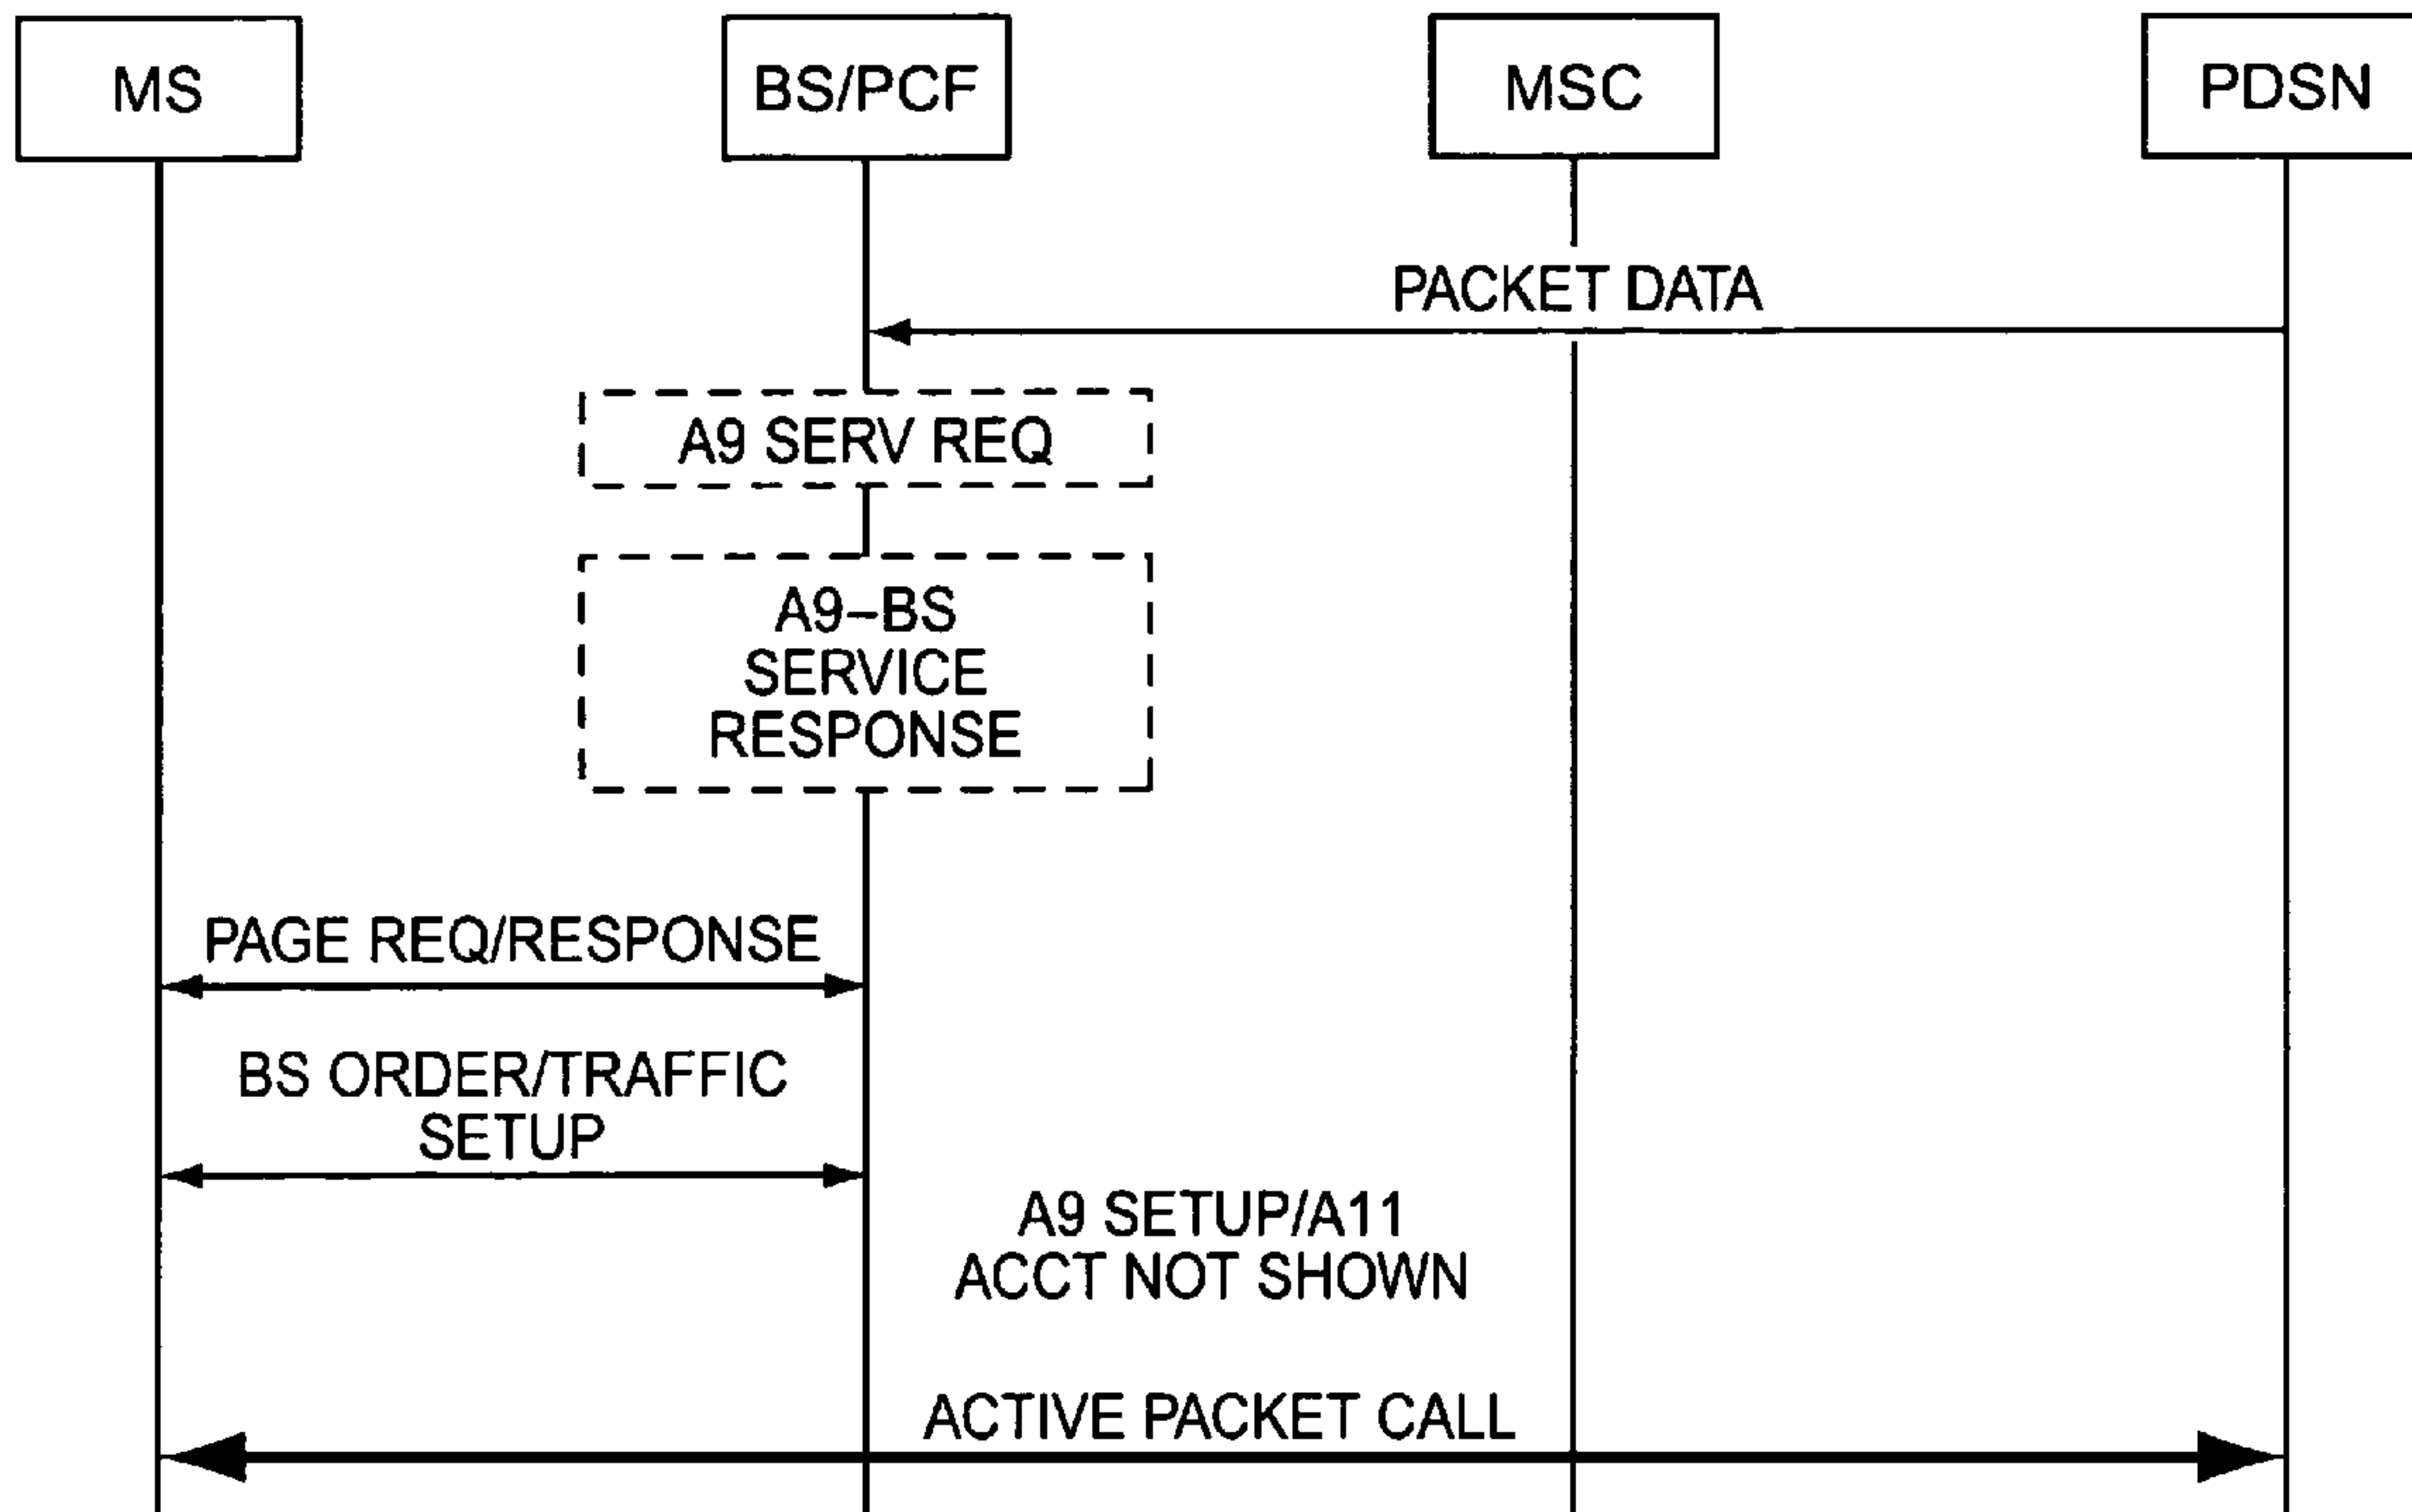 MS
BS/PCF
MSC
PDSN
PACKET DATA
A9 SERV REQ
A9–BS
SERVICE
RESPONSE
PAGE REQ/RESPONSE
BS ORDER/TRAFFIC
SETUP
A9 SETUP/A11
ACCT NOT SHOWN
ACTIVE PACKET CALL